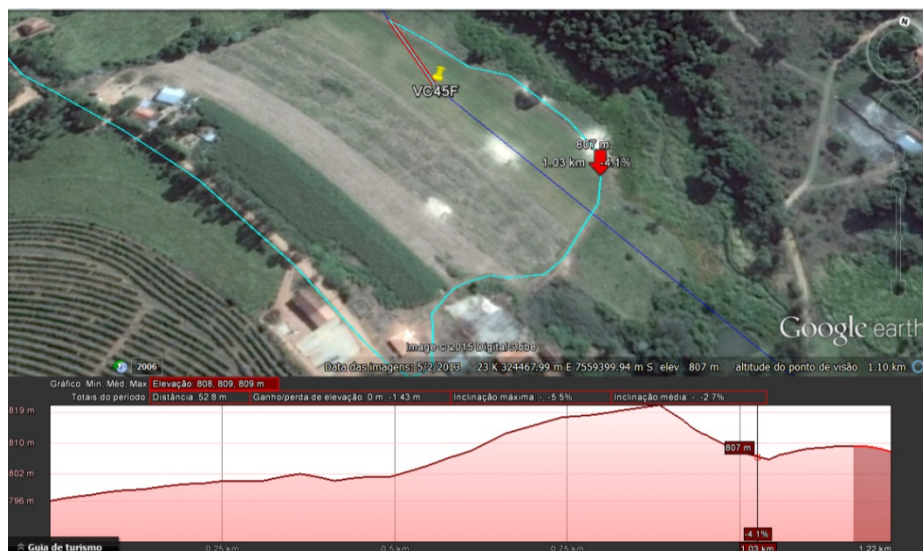 N
VC45F
807 m
1.03 km -4.1%
Google earth
Image © 2015 DigitalGlobe
2006
Data das imagens: 5/2/2013 23 K 324467.99 m E 7559399.94 m S elev 807 m altitude do ponto de visão 1.10 km
Gráfico Min. Méd. Max Elevação: 808, 809, 809 m
Totais do período: Distância: 52.8 m Ganho/perda de elevação: 0 m, -1.43 m Inclinação máxima: -, -5.5% Inclinação média: -, -2.7%
819 m
810 m
807 m
802 m
796 m
-4.1%
Guia de turismo 0.25 km 0.5 km 0.75 km 1.03 km 1.22 km